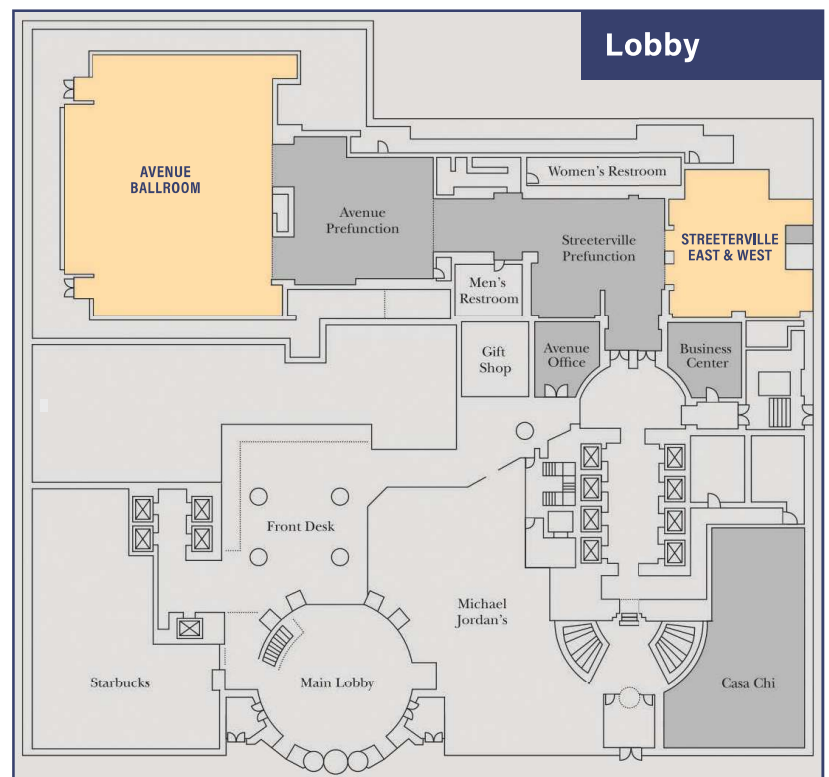 Lobby
AVENUE
BALLROOM
Women's Restroom
Avenue
Prefunction
Streeterville
Prefunction
STREETERVILLE
EAST & WEST
Men's
Restroom
Gift
Shop
Avenue
Office
Business
Center
Front Desk
Michael
Jordan's
Starbucks
Main Lobby
Casa Chi